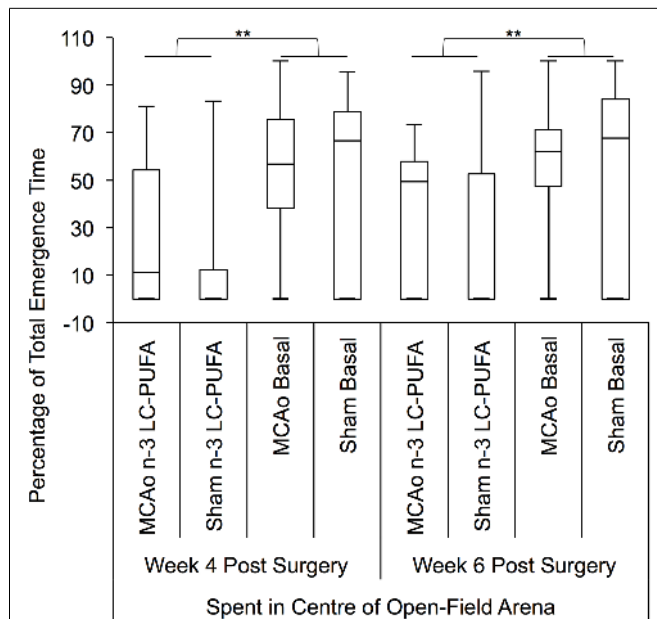 110
90
70
50
30
10
-10
** **
Percentage of Total Emergence Time
MCAo n-3 LC-PUFA
Sham n-3 LC-PUFA
MCAo Basal
Sham Basal
MCAo n-3 LC-PUFA
Sham n-3 LC-PUFA
MCAo Basal
Sham Basal
Week 4 Post Surgery
Week 6 Post Surgery
Spent in Centre of Open-Field Arena